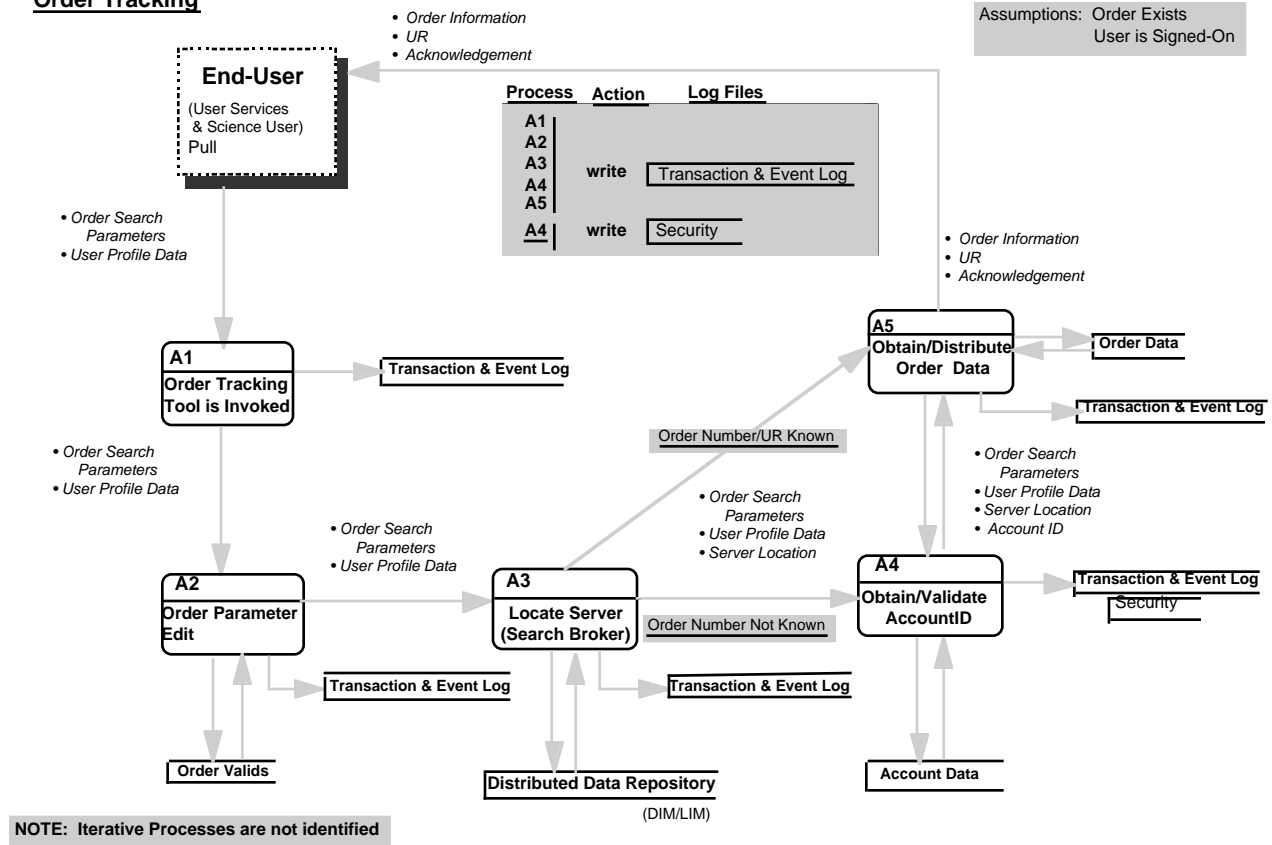 Order Tracking
• Order Information
• UR
• Acknowledgement
Assumptions: Order Exists
User is Signed-On
End-User
(User Services
& Science User)
Pull
Process Action Log Files
A1
A2
A3
A4
A5
write
Transaction & Event Log
A4 write Security
• Order Search
Parameters
• User Profile Data
• Order Information
• UR
• Acknowledgement
A1
Order Tracking
Tool is Invoked
Transaction & Event Log
A5
Obtain/Distribute
Order Data
Order Data
Transaction & Event Log
Order Number/UR Known
• Order Search
Parameters
• User Profile Data
• Order Search
Parameters
• User Profile Data
• Server Location
• Account ID
• Order Search
Parameters
• User Profile Data
• Server Location
• Order Search
Parameters
• User Profile Data
A2
Order Parameter
Edit
A3
Locate Server
(Search Broker)
Order Number Not Known
A4
Obtain/Validate
AccountID
Transaction & Event Log
Security
Transaction & Event Log
Transaction & Event Log
Order Valids
Distributed Data Repository
(DIM/LIM)
Account Data
NOTE: Iterative Processes are not identified